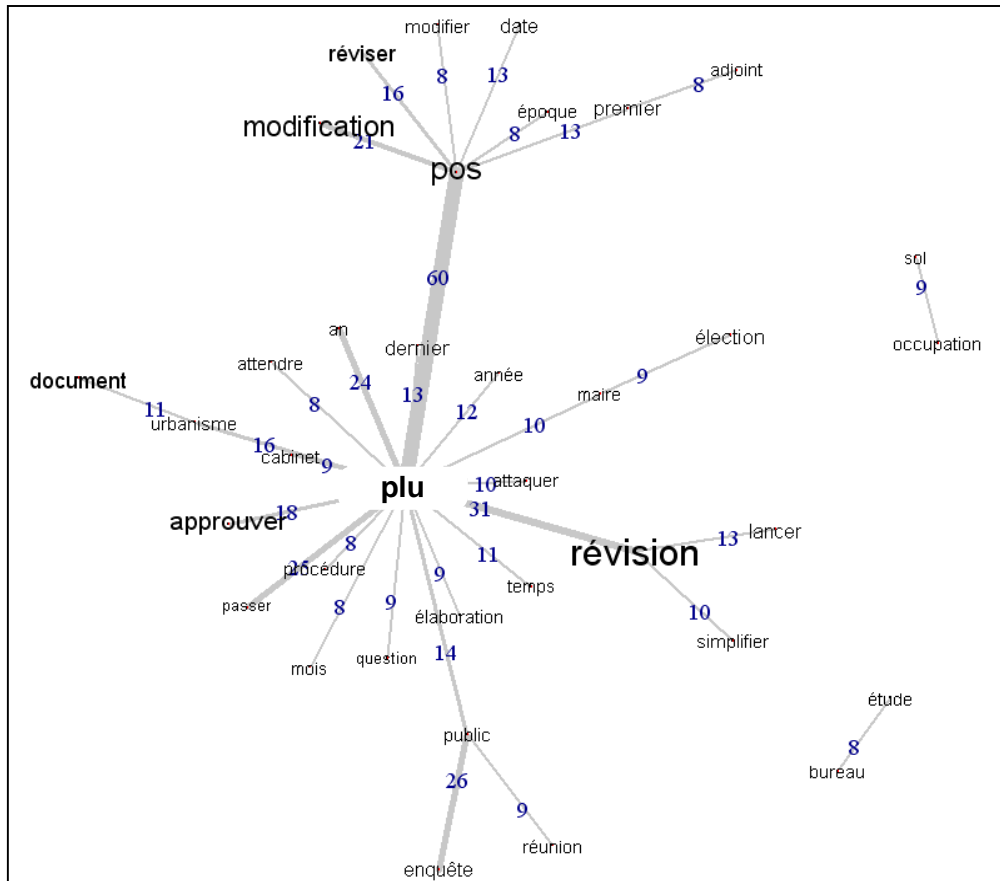 modifier
date
réviser
adjoint
8
13
16
8
époque
premier
modification
8
13
21
pos
sol
60
9
an
élection
dernier
occupation
attendre
année
document
24
9
13
maire
8
12
11
urbanisme
10
16
cabinet
9
attaquer
10
plu
31
18
approuver
lancer
13
8
révision
11
25
procédure
9
temps
passer
8
9
10
élaboration
simplifier
14
mois
question
étude
public
8
bureau
26
9
réunion
enquête